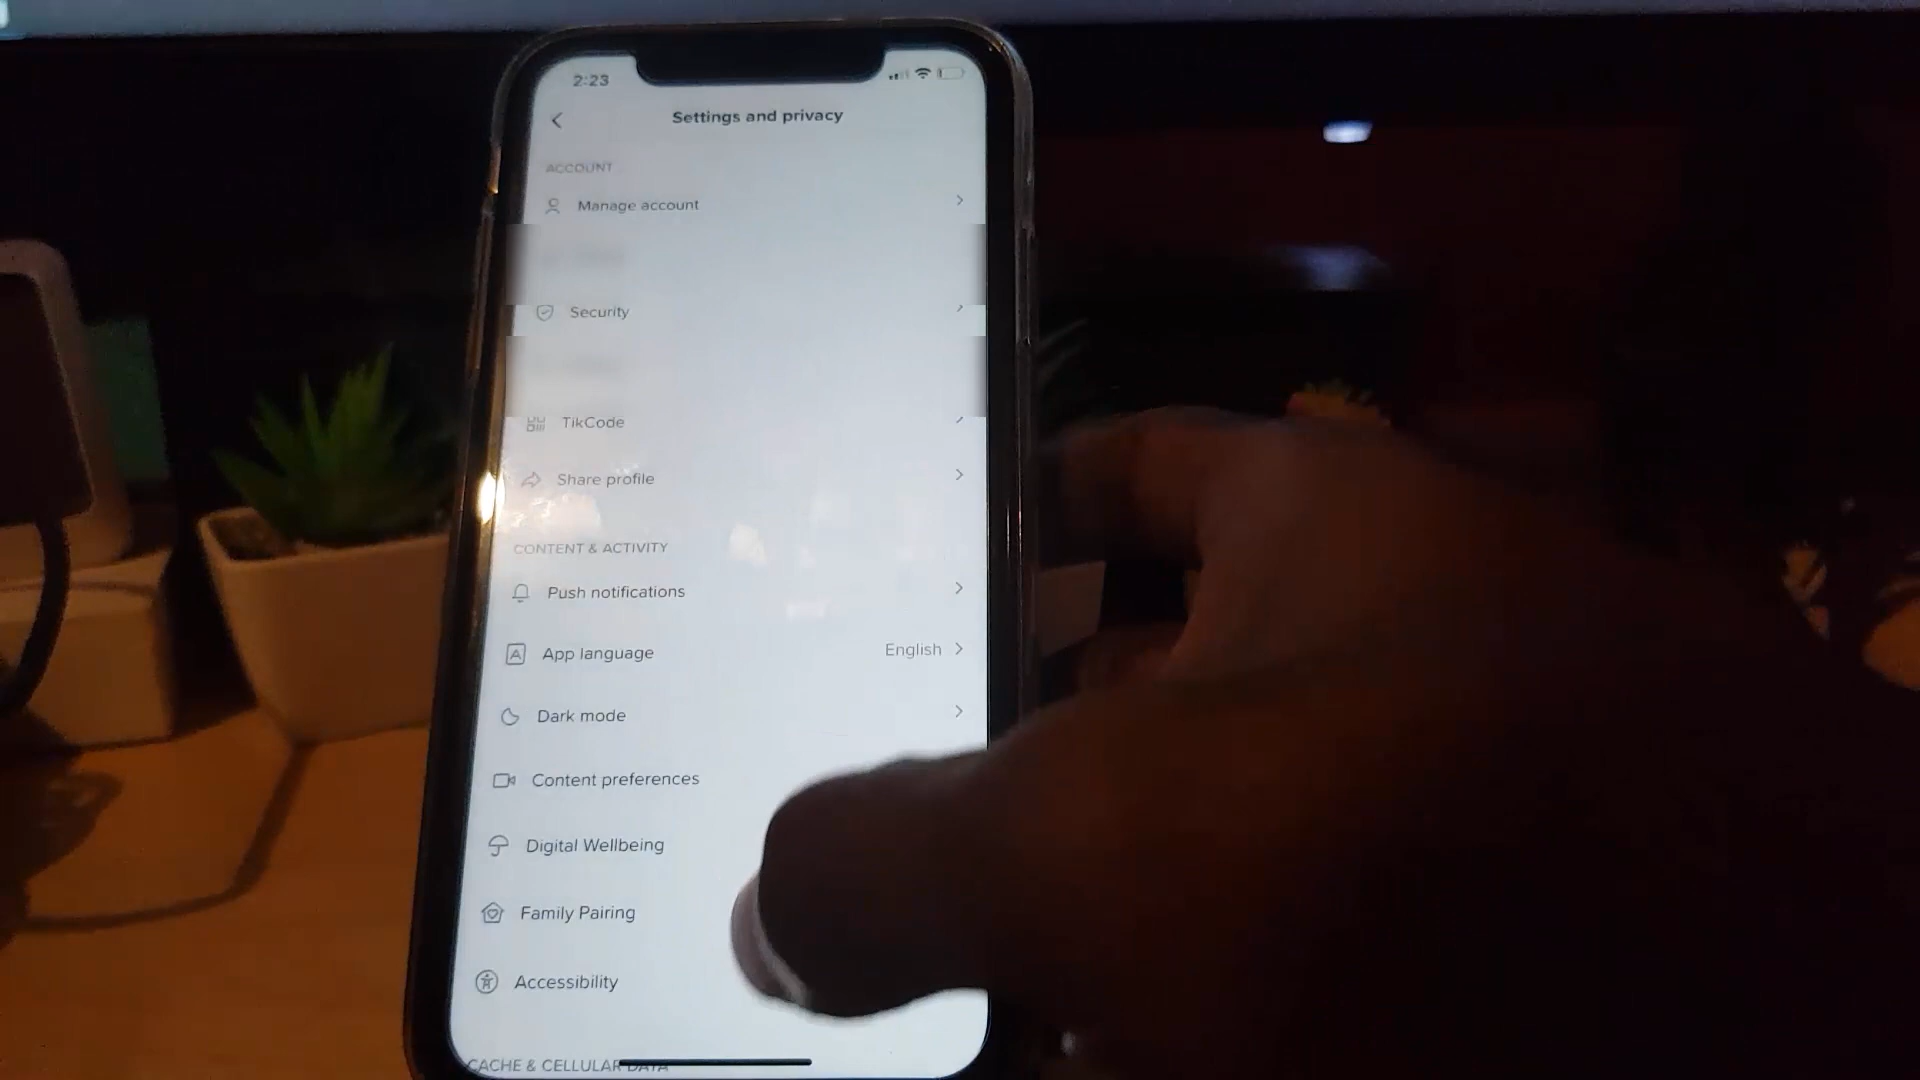 2:23
Settings and privacy
ACCOUNT
Manage account
Security
TikCode
Share profile
CONTENT & ACTIVITY
Push notifications
App language English
Dark mode
Content preferences
Digital Wellbeing
Family Pairing
Accessibility
CACHE & CELLULAR DATA